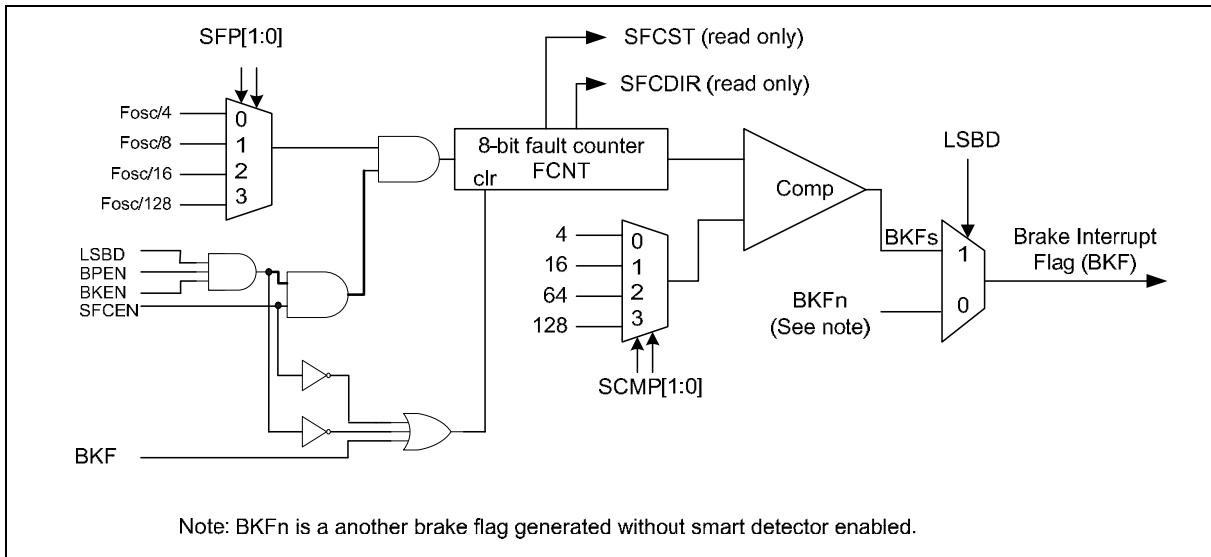 SFP[1:0]
SFCST (read only)
SFCDIR (read only)
Fosc/4
Fosc/8
Fosc/16
Fosc/128
0
1
2
3
8-bit fault counter
FCNT
clr
Comp
LSBD
LSBD
BPEN
BKEN
SFCEN
4
16
64
128
0
1
2
3
SCMP[1:0]
BKFs
1
0
BKFn
(See note)
Brake Interrupt
Flag (BKF)
BKF
Note: BKFn is a another brake flag generated without smart detector enabled.